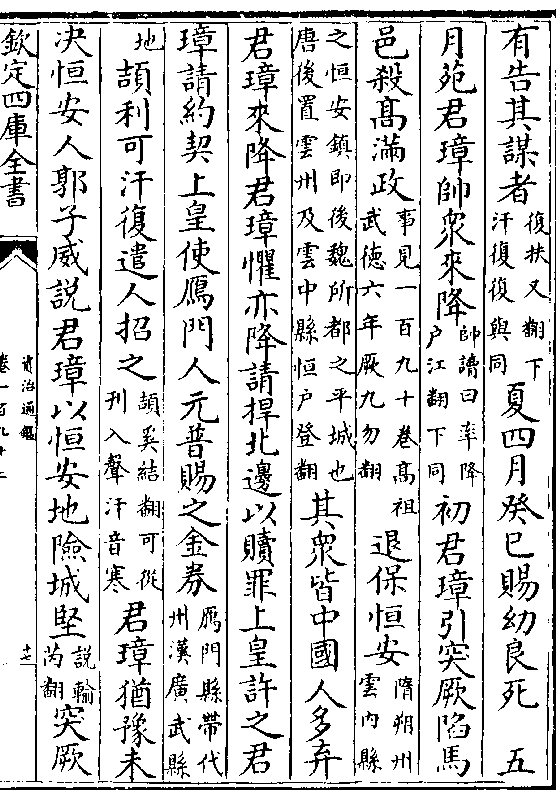 有告其謀者復扶又翻下汗復復與同夏四月癸巳賜幼良死 五
月苑君璋帥衆來降帥讀曰率降户江翻下同初君璋引突厥陷馬
邑殺髙滿政事見一百九十卷髙祖武德六年厥九勿翻退保恒安隋朔州雲内縣
之恒安鎮即後魏所都之平城也唐後置雲州及雲中縣恒户登翻其衆皆中國人多弃
君璋來降君璋懼亦降請捍北邊以贖罪上皇許之君
璋請約契上皇使鴈門人元普賜之金券鴈門縣帶代州漢廣武縣
地頡利可汗復遣人招之頡奚結翻可從刋入聲汗音寒君璋猶豫未
決恒安人郭子威説君璋以恒安地險城堅説輸芮翻突厥
欽定四庫全書
資治通鑑
卷一百九十二
十七